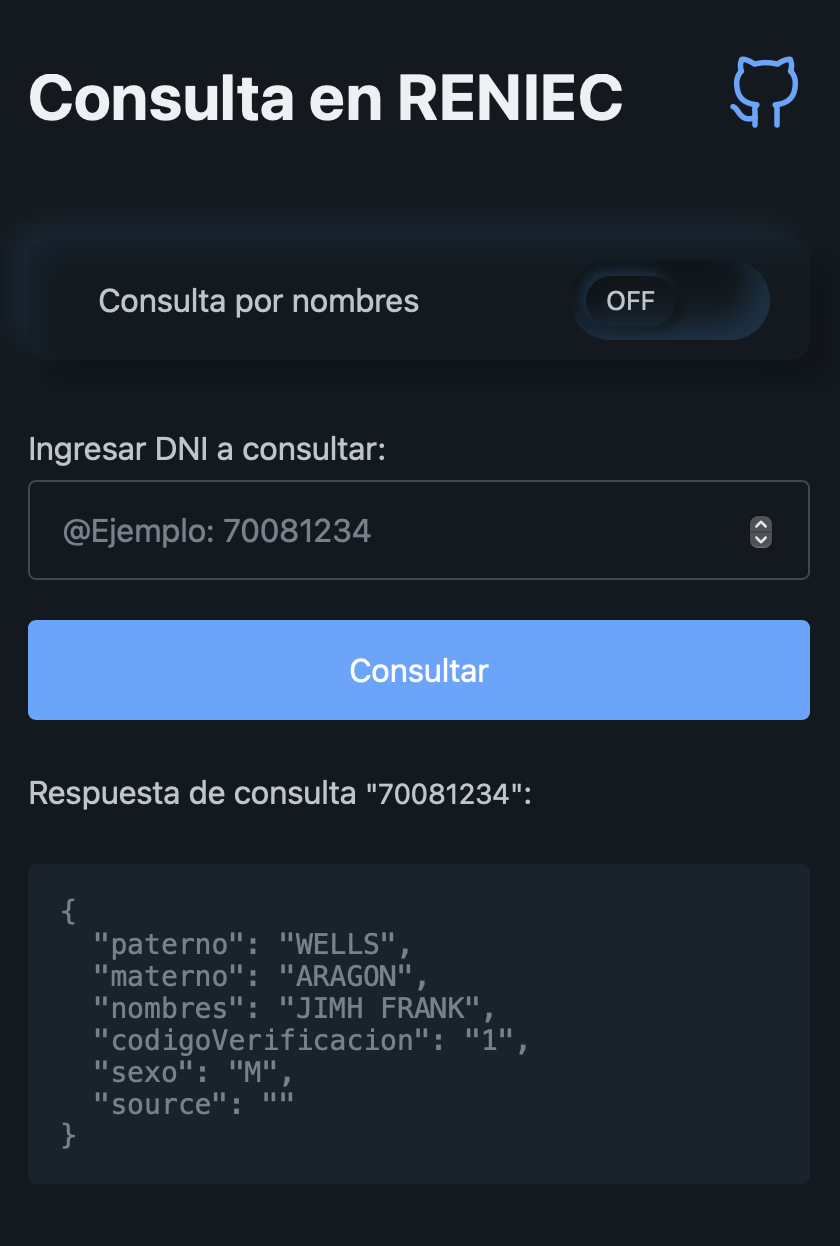 Consulta en RENIEC
Consulta por nombres OFF
Ingresar DNI a consultar:
@Ejemplo: 70081234
Consultar
Respuesta de consulta "70081234":
{
  "paterno": "WELLS",
  "materno": "ARAGON",
  "nombres": "JIMH FRANK",
  "codigoVerificacion": "1",
  "sexo": "M",
  "source": ""
}